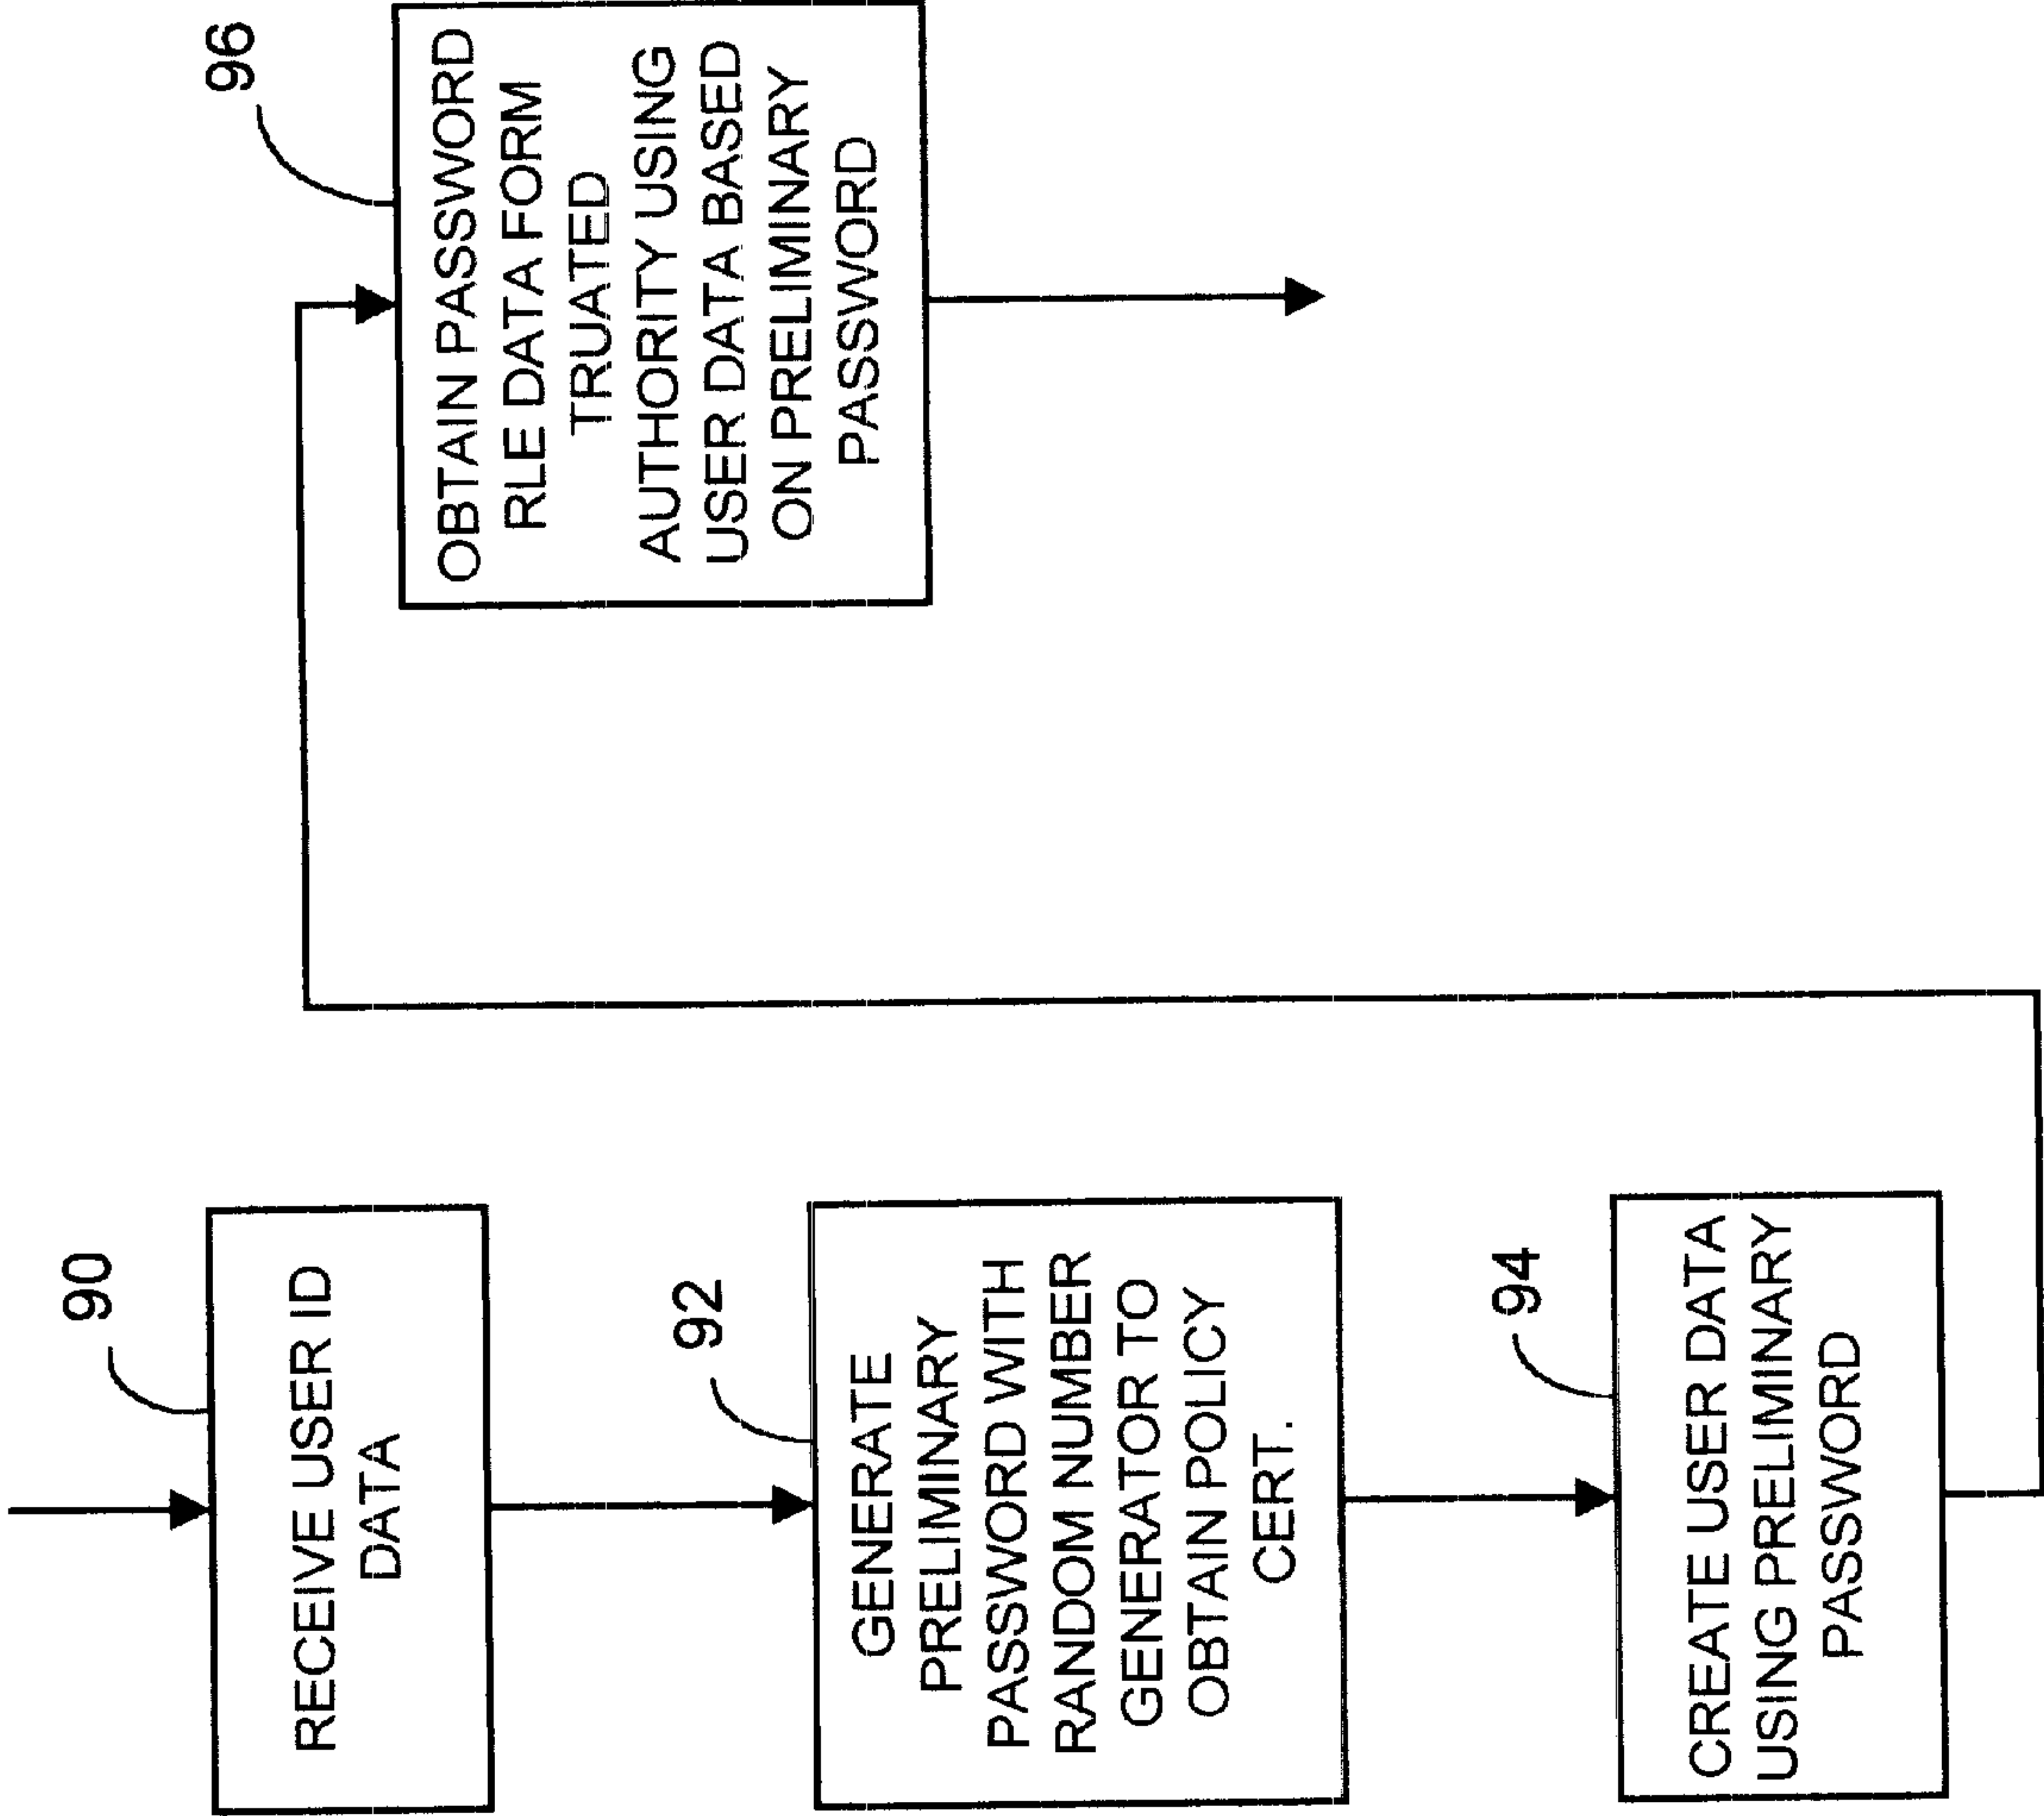 90
RECEIVE USER ID
DATA
92
GENERATE
PRELIMINARY
PASSWORD WITH
RANDOM NUMBER
GENERATOR TO
OBTAIN POLICY
CERT.
94
CREATE USER DATA
USING PRELIMINARY
PASSWORD
96
OBTAIN PASSWORD
RLE DATA FORM
TRUATED
AUTHORITY USING
USER DATA BASED
ON PRELIMINARY
PASSWORD